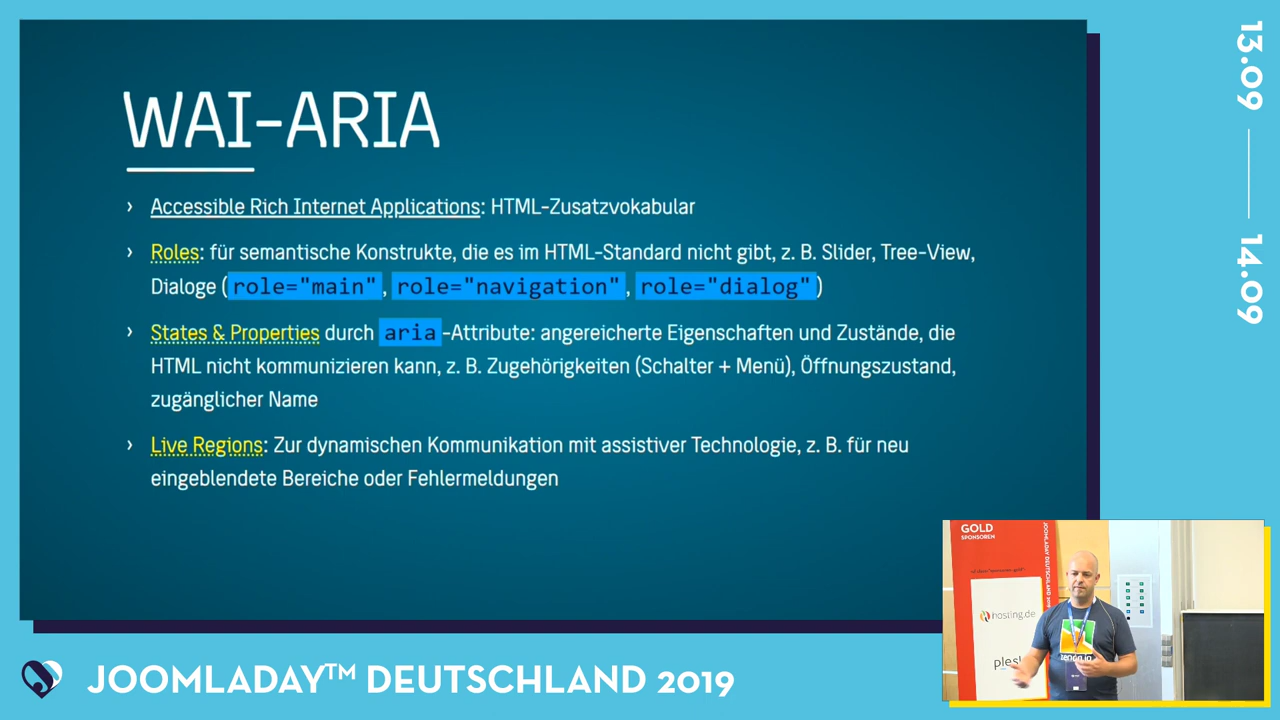 WAI-ARIA
› Accessible Rich Internet Applications: HTML-Zusatzvokabular
› Roles: für semantische Konstrukte, die es im HTML-Standard nicht gibt, z. B. Slider, Tree-View,
Dialoge (role="main", role="navigation", role="dialog")
› States & Properties durch aria-Attribute: angereicherte Eigenschaften und Zustände, die
HTML nicht kommunizieren kann, z. B. Zugehörigkeiten (Schalter + Menü), Öffnungszustand,
zugänglicher Name
› Live Regions: Zur dynamischen Kommunikation mit assistiver Technologie, z. B. für neu
eingeblendete Bereiche oder Fehlermeldungen
13.09
14.09
GOLD
SPONSOREN
JOOMLADAY DEUTSCHLAND
hosting.de
JOOMLADAY™ DEUTSCHLAND 2019